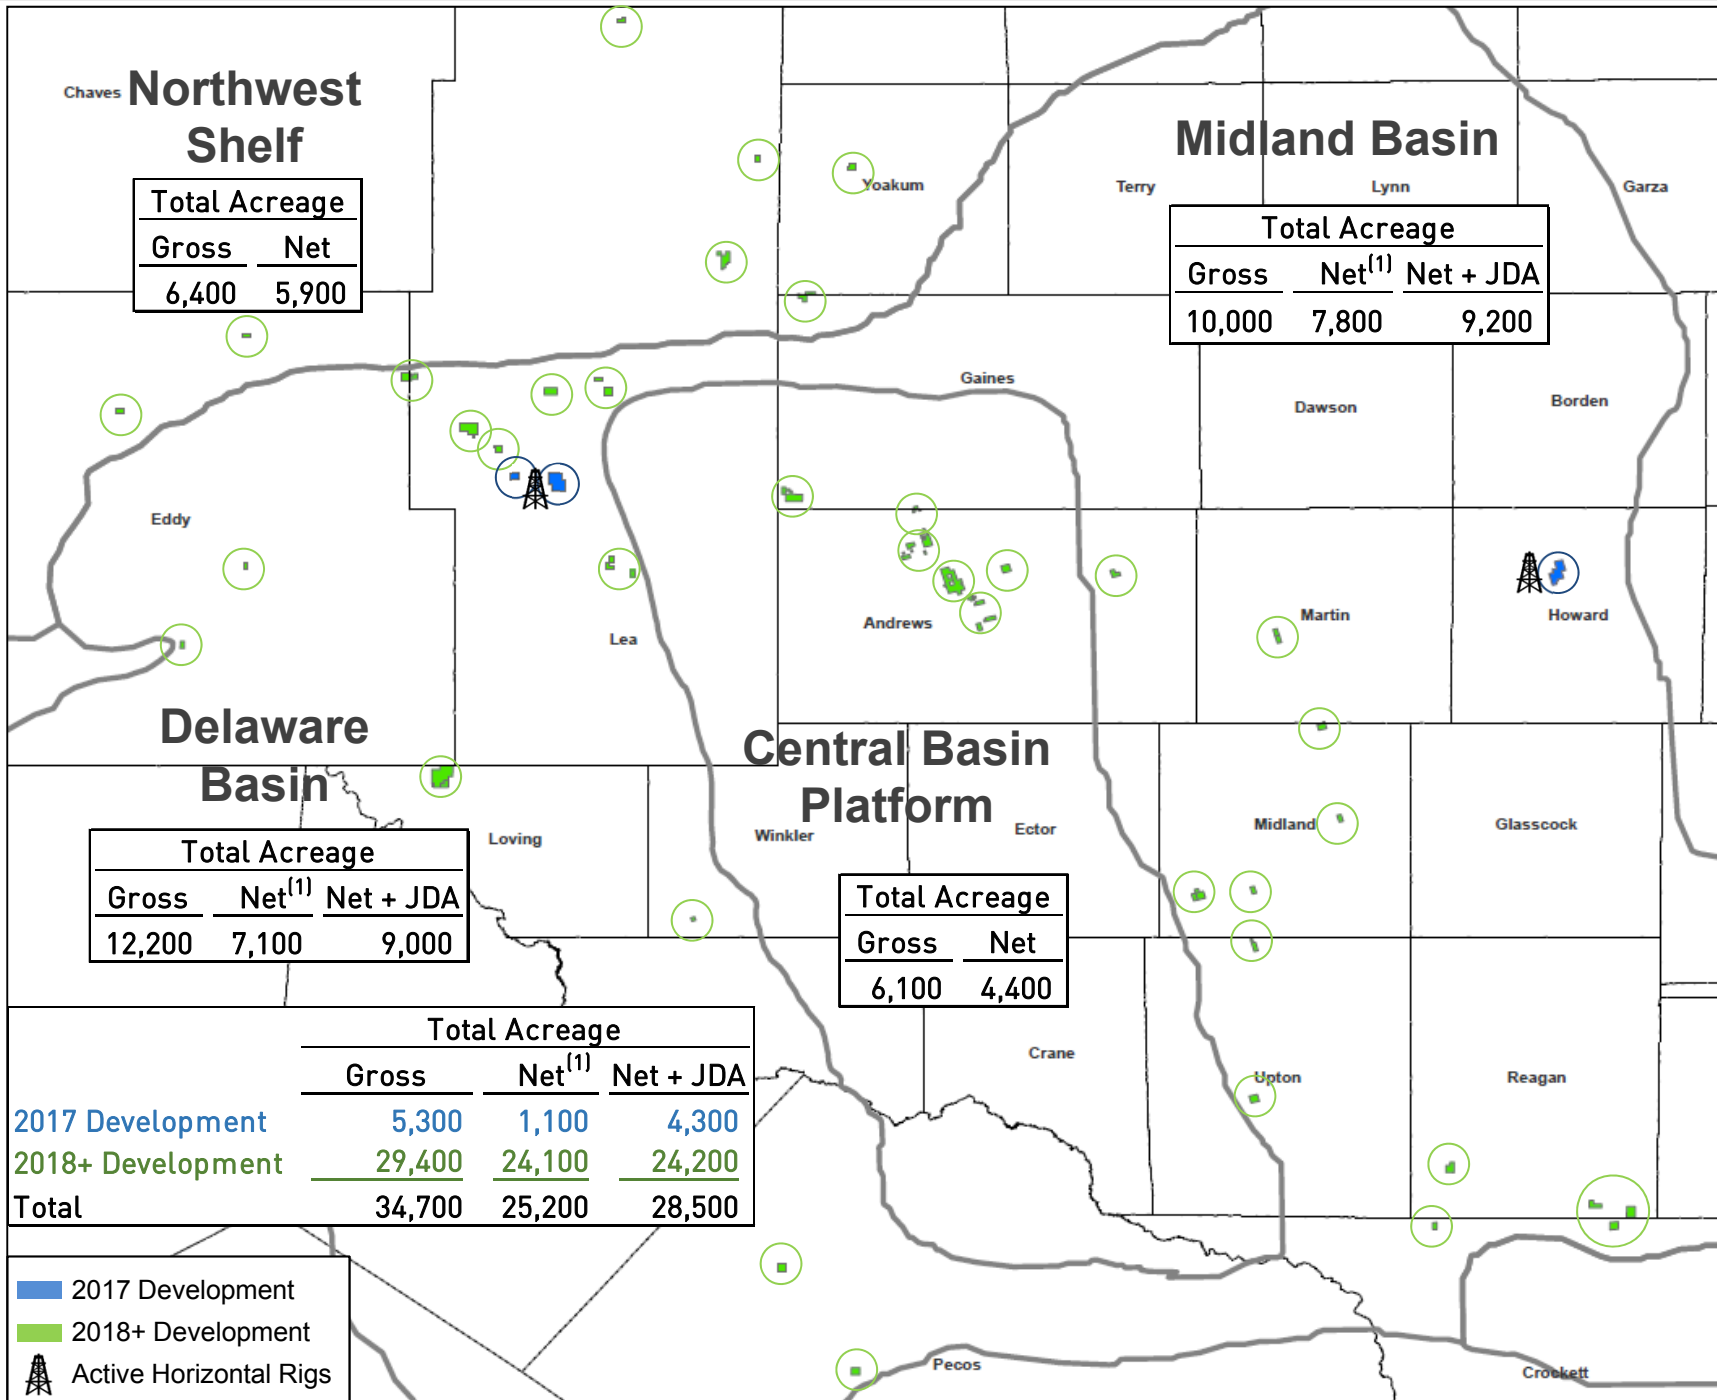 Chaves
Northwest
Shelf
Total Acreage
Gross Net
6,400 5,900
Midland Basin
Yoakum
Terry
Lynn
Garza
Total Acreage
Gross Net(1) Net + JDA
10,000 7,800 9,200
Gaines
Dawson
Borden
Eddy
Lea
Andrews
Martin
Howard
Delaware
Basin
Central Basin
Platform
Loving
Winkler
Ector
Midland
Glasscock
Total Acreage
Gross Net(1) Net + JDA
12,200 7,100 9,000
Total Acreage
Gross Net
6,100 4,400
Crane
Upton
Reagan
Total Acreage
Gross Net(1) Net + JDA
2017 Development 5,300 1,100 4,300
2018+ Development 29,400 24,100 24,200
Total 34,700 25,200 28,500
2017 Development
2018+ Development
Active Horizontal Rigs
Pecos
Crockett